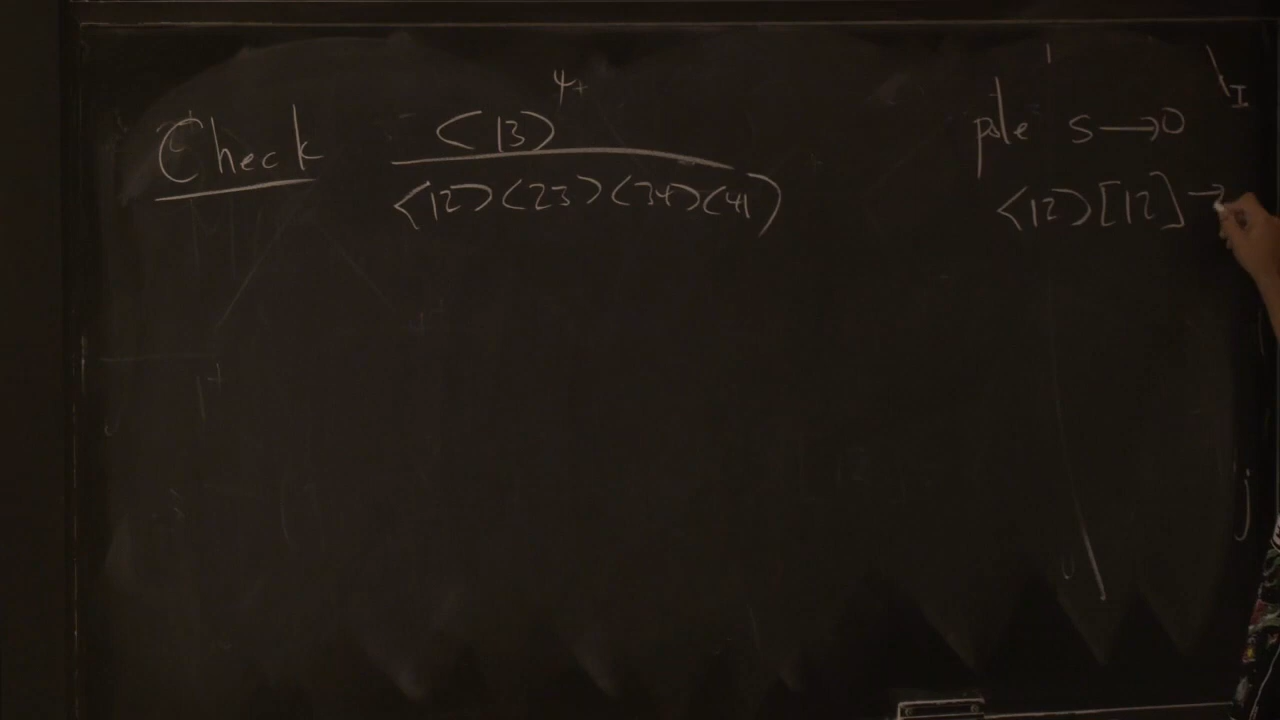 Check
⟨13⟩⁴
⟨12⟩⟨23⟩⟨34⟩⟨41⟩
pole s → 0
⟨12⟩[12] →
I
j